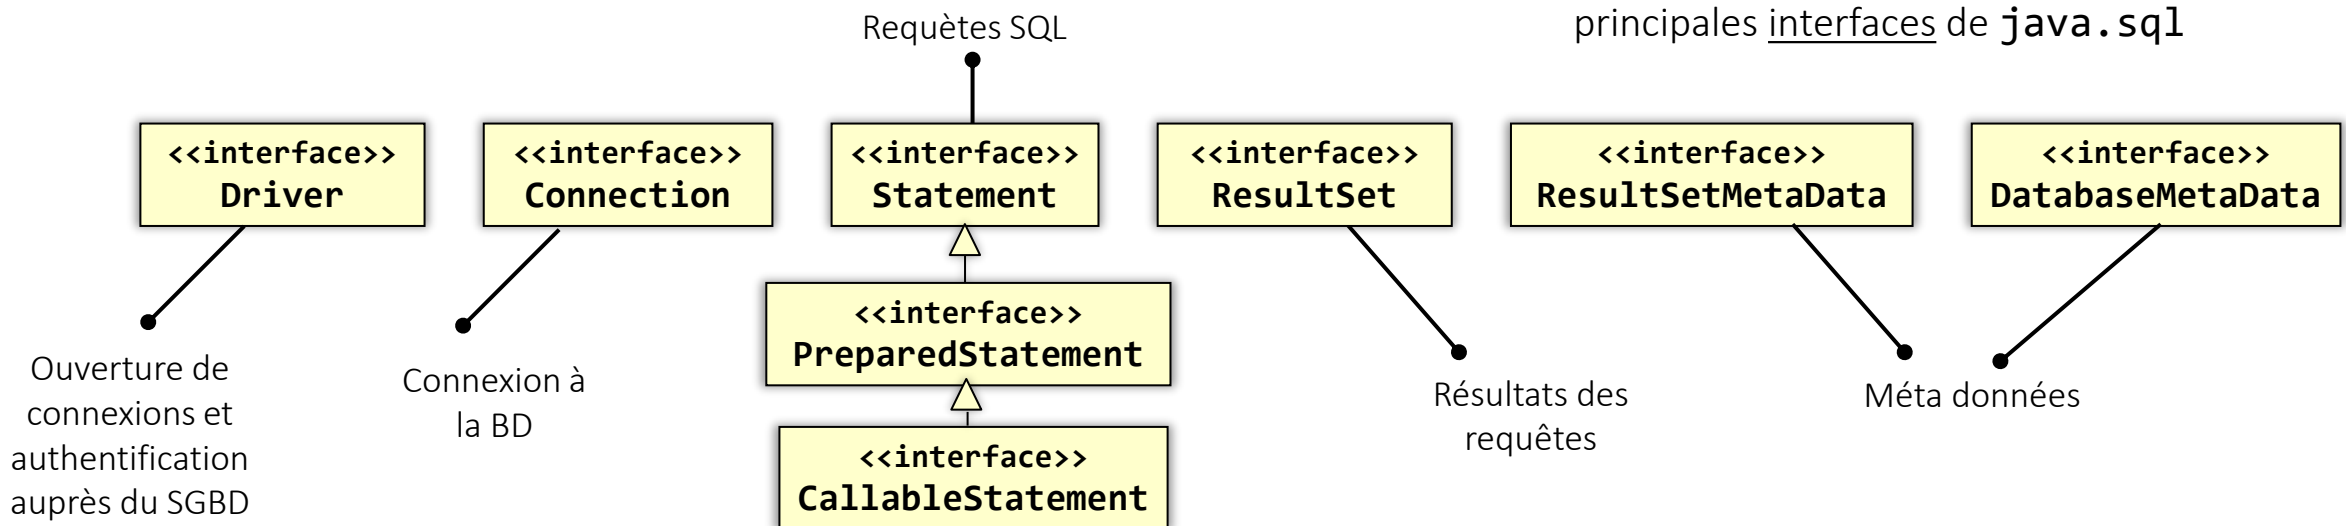 Requètes SQL
principales interfaces de java.sql
<<interface>>
Driver
<<interface>>
Connection
<<interface>>
Statement
<<interface>>
ResultSet
<<interface>>
ResultSetMetaData
<<interface>>
DatabaseMetaData
<<interface>>
PreparedStatement
<<interface>>
CallableStatement
Ouverture de
connexions et
authentification
auprès du SGBD
Connexion à
la BD
Résultats des
requêtes
Méta données